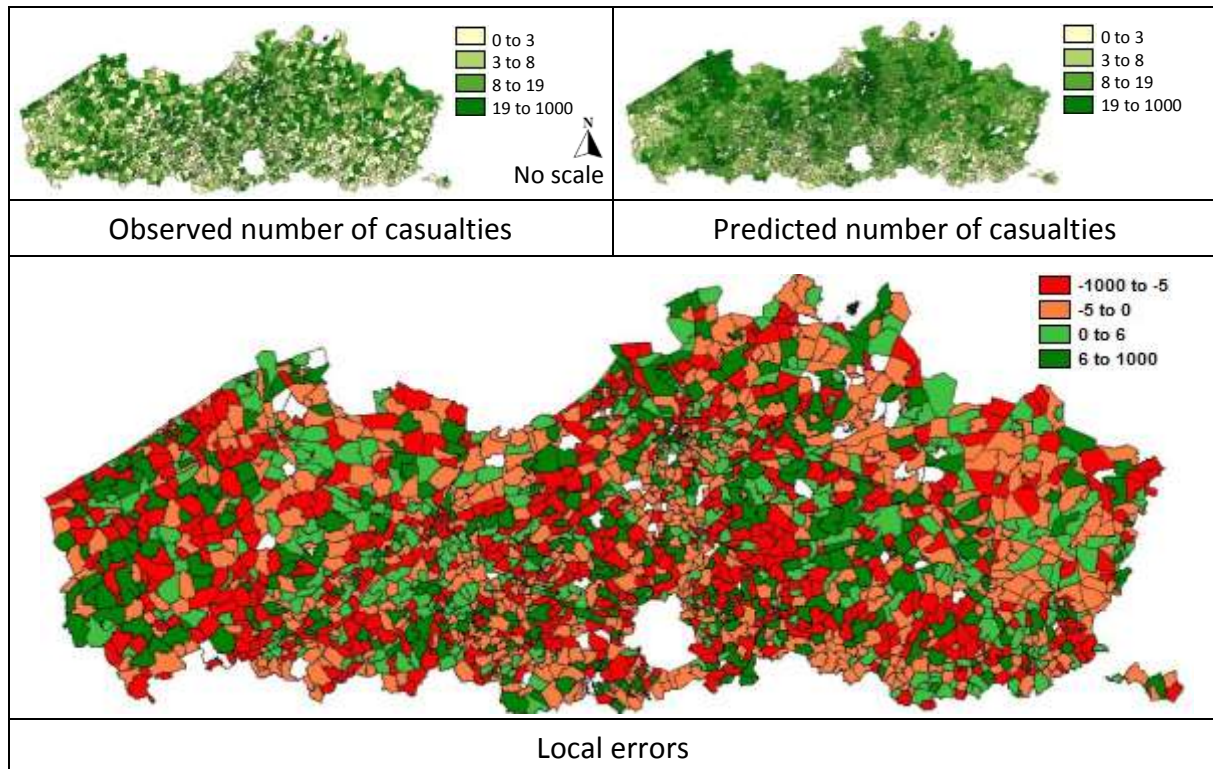 0 to 3
3 to 8
8 to 19
19 to 1000
N
No scale
0 to 3
3 to 8
8 to 19
19 to 1000
Observed number of casualties
Predicted number of casualties
-1000 to -5
-5 to 0
0 to 6
6 to 1000
Local errors